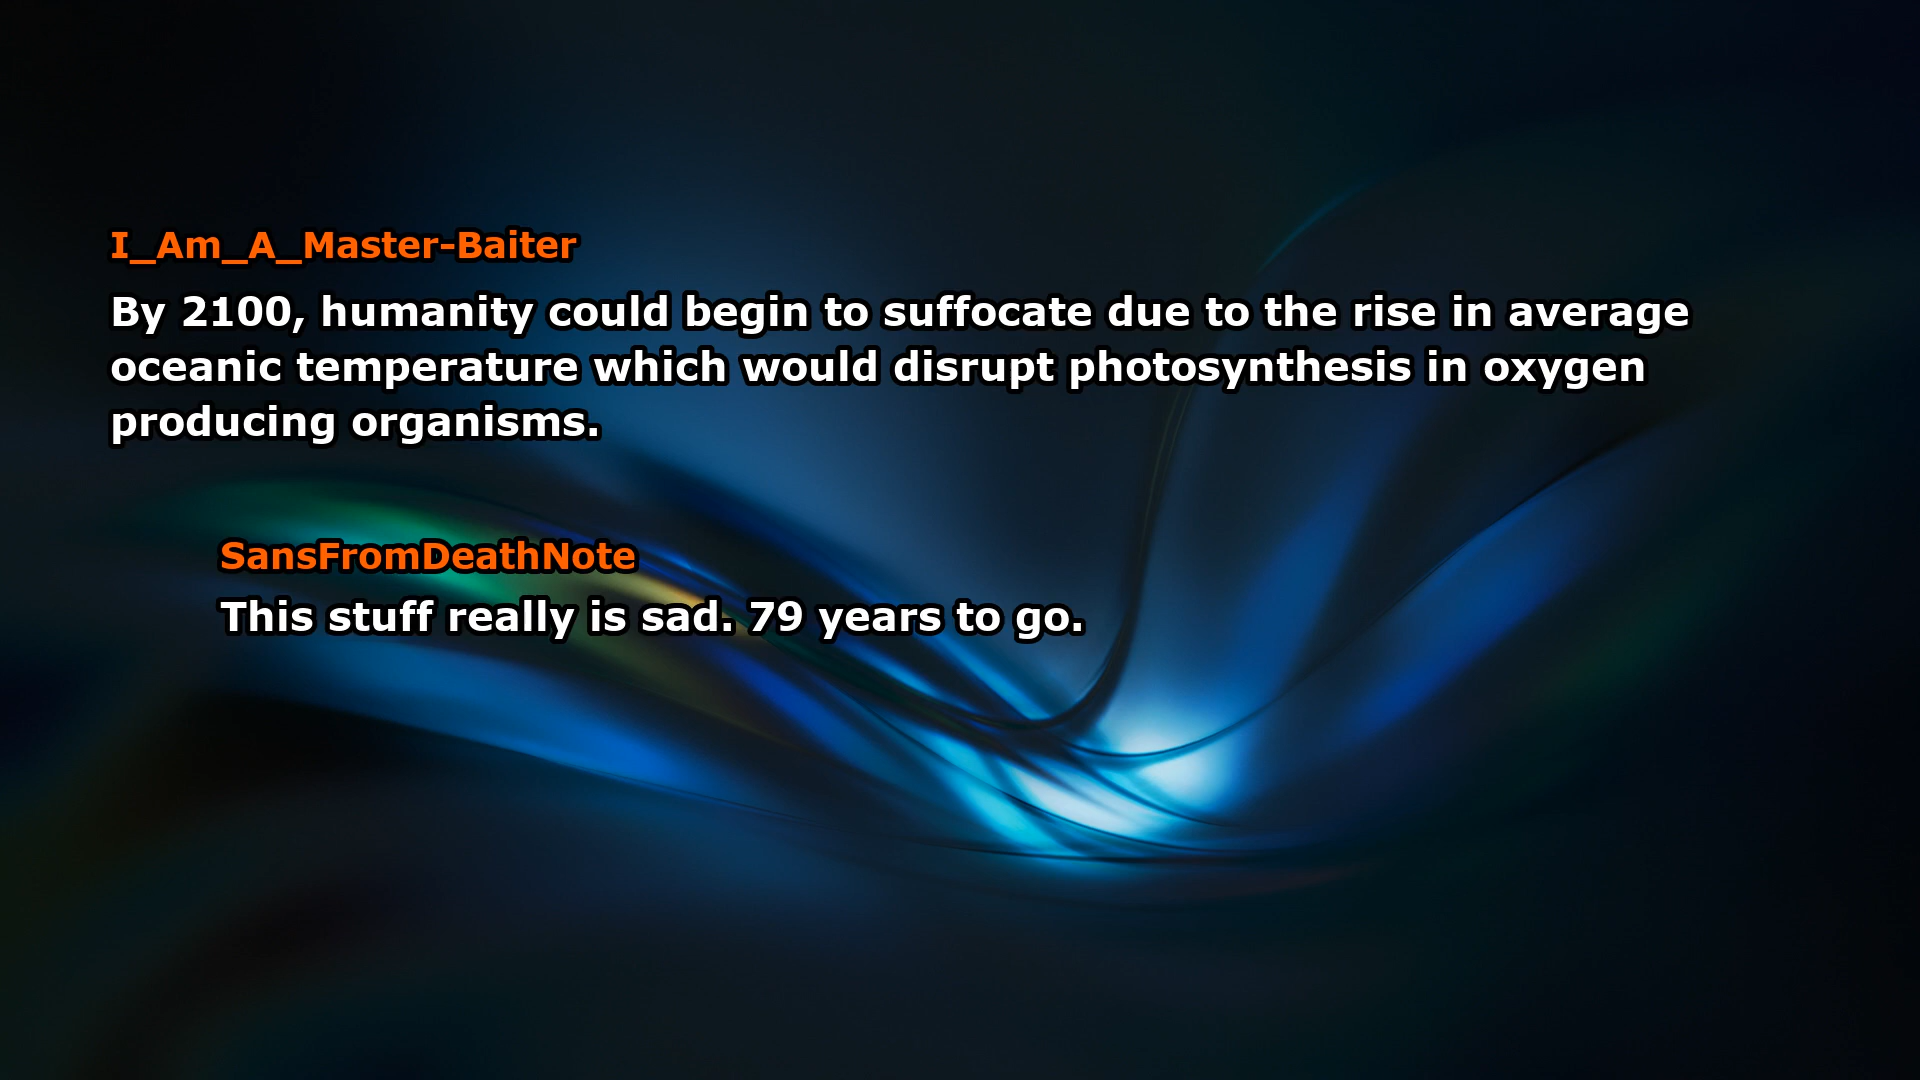 I_Am_A_Master-Baiter
By 2100, humanity could begin to suffocate due to the rise in average
oceanic temperature which would disrupt photosynthesis in oxygen
producing organisms.
SansFromDeathNote
This stuff really is sad. 79 years to go.